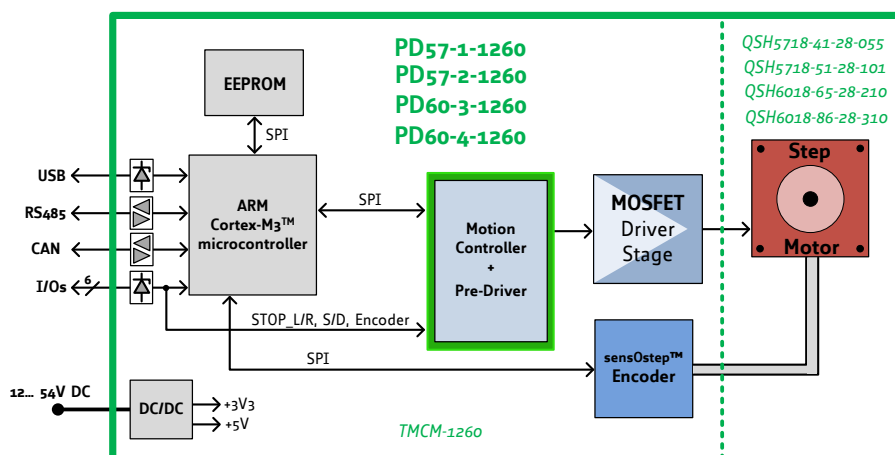 PD57-1-1260
PD57-2-1260
PD60-3-1260
PD60-4-1260
QSH5718-41-28-055
QSH5718-51-28-101
QSH6018-65-28-210
QSH6018-86-28-310
EEPROM
SPI
USB
RS485
CAN
I/Os
6
ARM
Cortex-M3™
microcontroller
SPI
Motion
Controller
+
Pre-Driver
MOSFET
Driver
Stage
Step
Motor
STOP_L/R, S/D, Encoder
SPI
sensOstep™
Encoder
12... 54V DC
DC/DC
+3V3
+5V
TMCM-1260